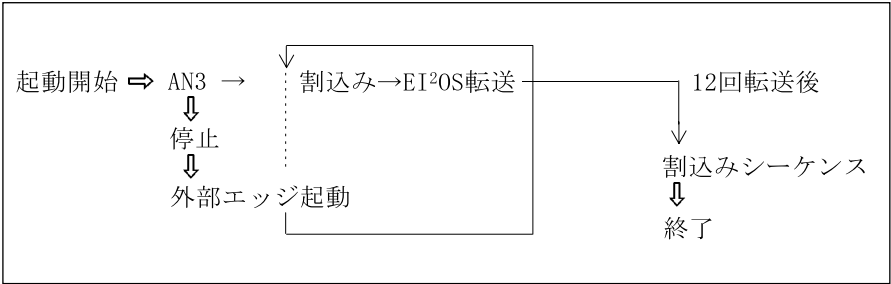 起動開始 ⇨ AN3 → 割込み→EI²OS転送 12回転送後
停止
割込みシーケンス
外部エッジ起動
終了